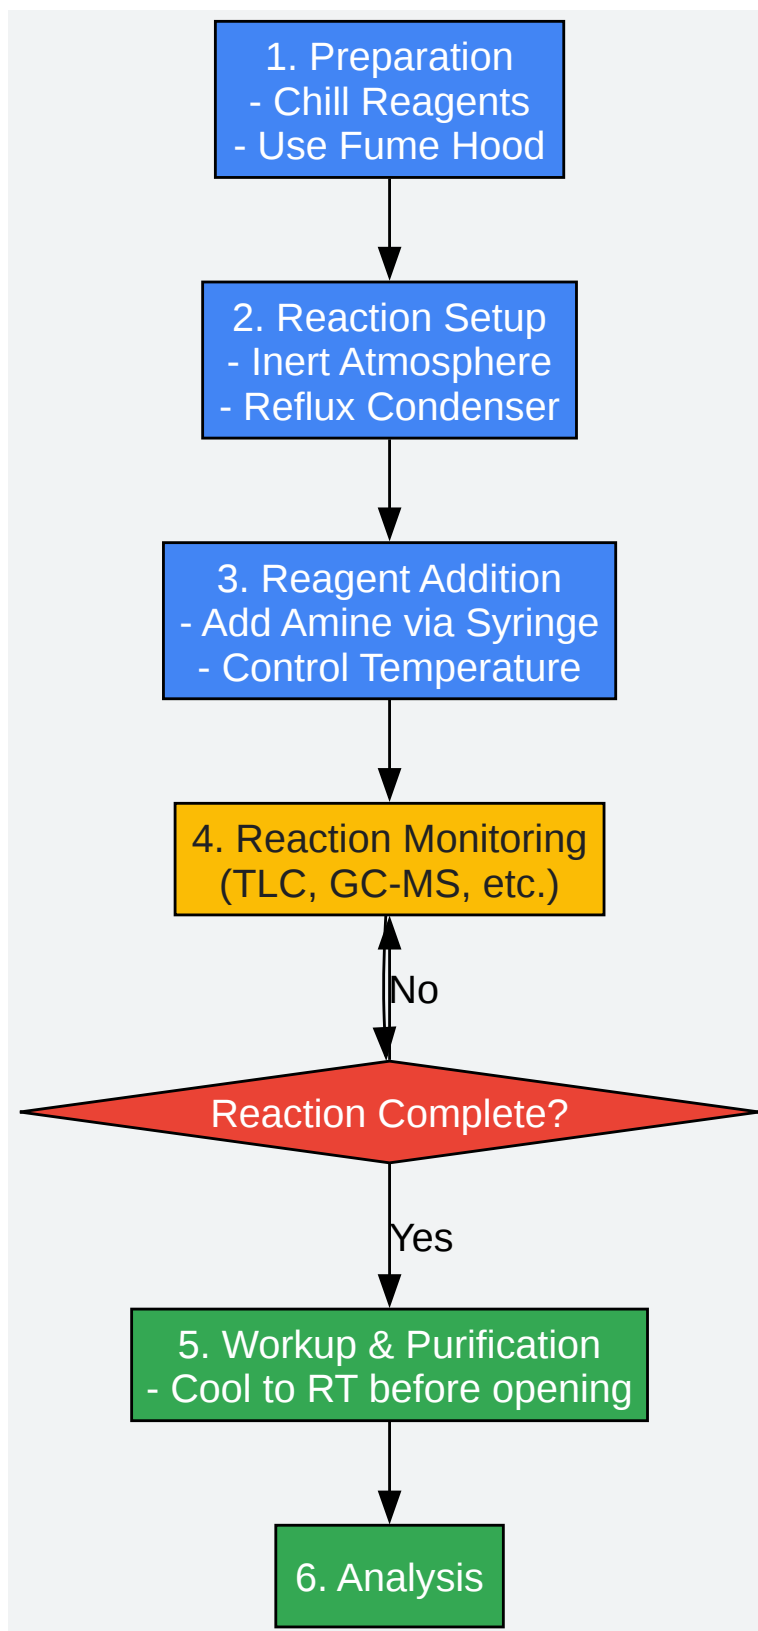 1. Preparation
- Chill Reagents
- Use Fume Hood
2. Reaction Setup
- Inert Atmosphere
- Reflux Condenser
3. Reagent Addition
- Add Amine via Syringe
- Control Temperature
4. Reaction Monitoring
(TLC, GC-MS, etc.)
No
Reaction Complete?
Yes
5. Workup & Purification
- Cool to RT before opening
6. Analysis